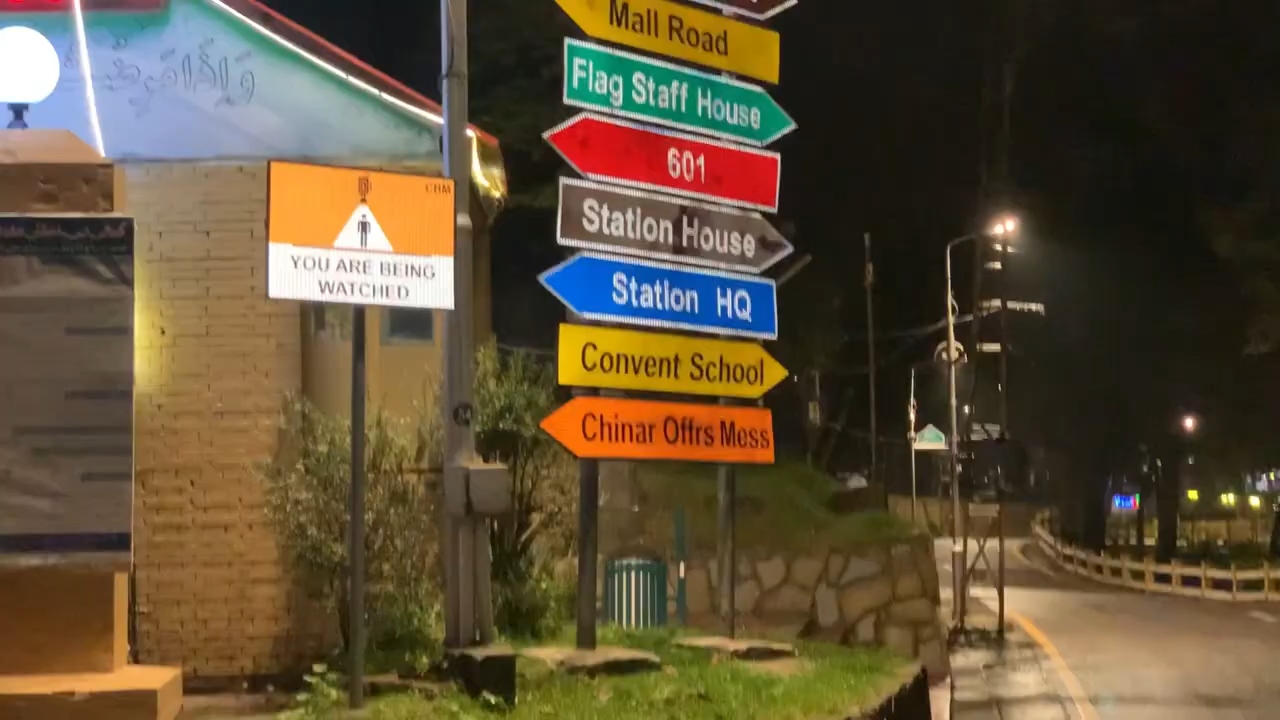 Mall Road
Flag Staff House
601
Station House
Station HQ
Convent School
Chinar Offrs Mess
CBM
YOU ARE BEING
WATCHED